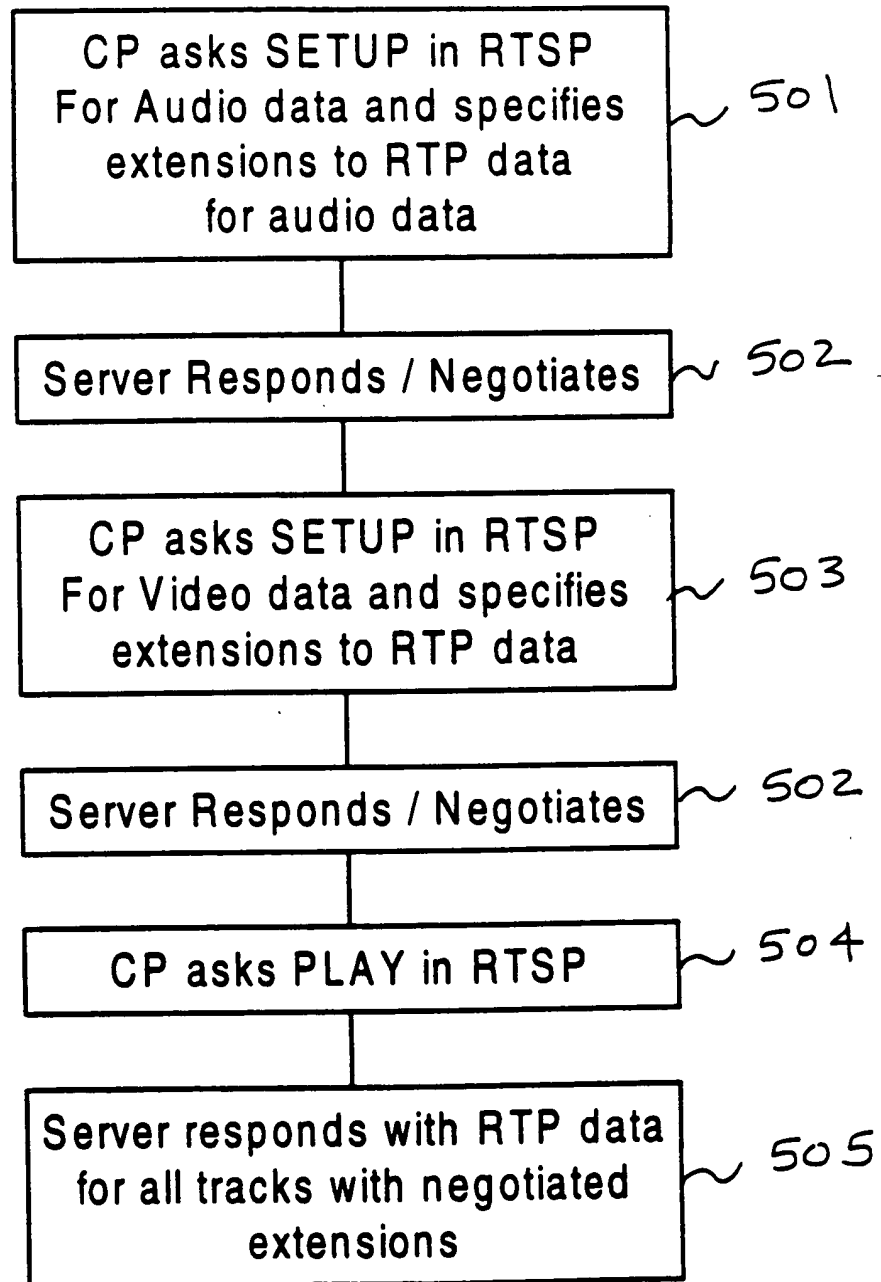 CP asks SETUP in RTSP
For Audio data and specifies
extensions to RTP data
for audio data
501
Server Responds / Negotiates
502
CP asks SETUP in RTSP
For Video data and specifies
extensions to RTP data
503
Server Responds / Negotiates
502
CP asks PLAY in RTSP
504
Server responds with RTP data
for all tracks with negotiated
extensions
505